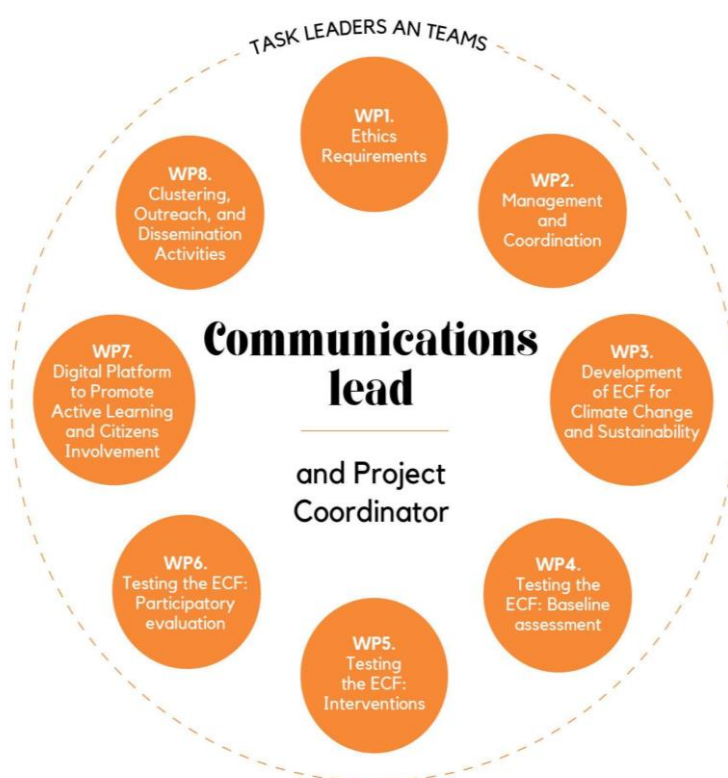 TASK LEADERS AN TEAMS
WP1.
Ethics
Requirements
WP2.
Management
and
Coordination
WP3.
Development
of ECF for
Climate Change
and Sustainability
WP4.
Testing the
ECF: Baseline
assessment
WP5.
Testing
the ECF:
Interventions
WP6.
Testing the ECF:
Participatory
evaluation
WP7.
Digital Platform
to Promote
Active Learning
and Citizens
Involvement
WP8.
Clustering,
Outreach, and
Dissemination
Activities
Communications
lead
and Project
Coordinator